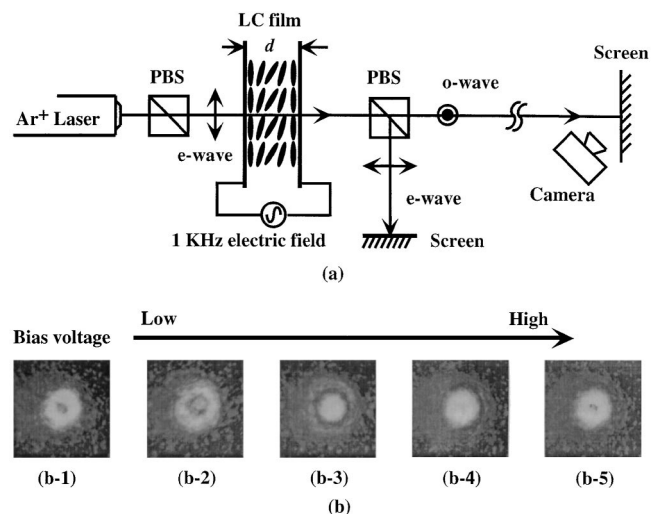 LC film
d
PBS
PBS
o-wave
Screen
Ar+ Laser
e-wave
e-wave
Camera
1 KHz electric field
Screen
(a)
Low
High
Bias voltage
(b-1)
(b-2)
(b-3)
(b-4)
(b-5)
(b)